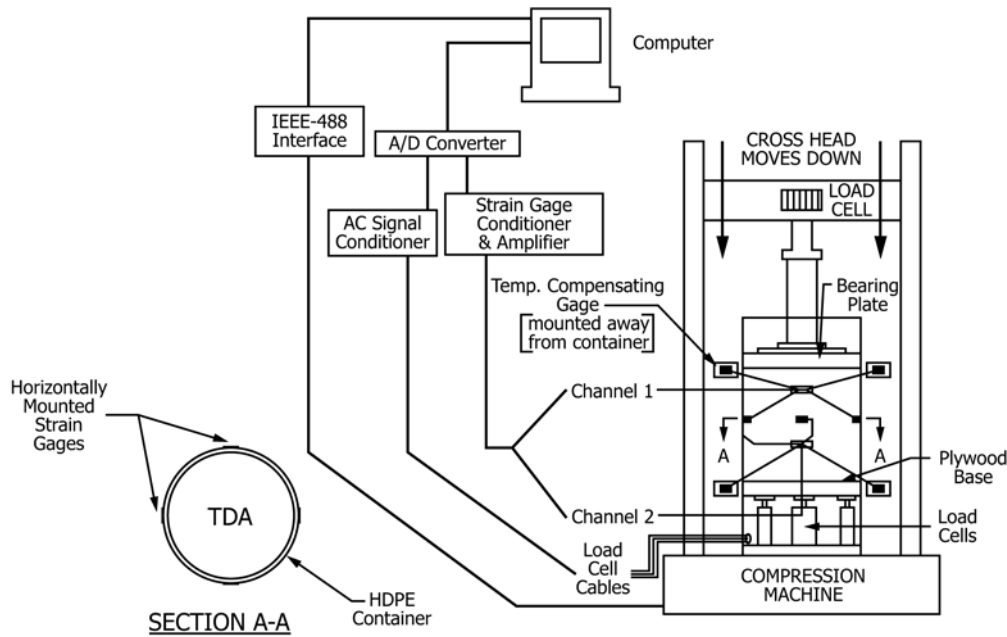 Computer
IEEE-488
Interface
A/D Converter
CROSS HEAD
MOVES DOWN
LOAD
CELL
AC Signal
Conditioner
Strain Gage
Conditioner
& Amplifier
Temp. Compensating
Gage
[mounted away
from container]
Bearing
Plate
Horizontally
Mounted
Strain
Gages
Channel 1
A
A
TDA
Plywood
Base
Channel 2
Load
Cells
Load
Cell
Cables
COMPRESSION
MACHINE
HDPE
Container
SECTION A-A